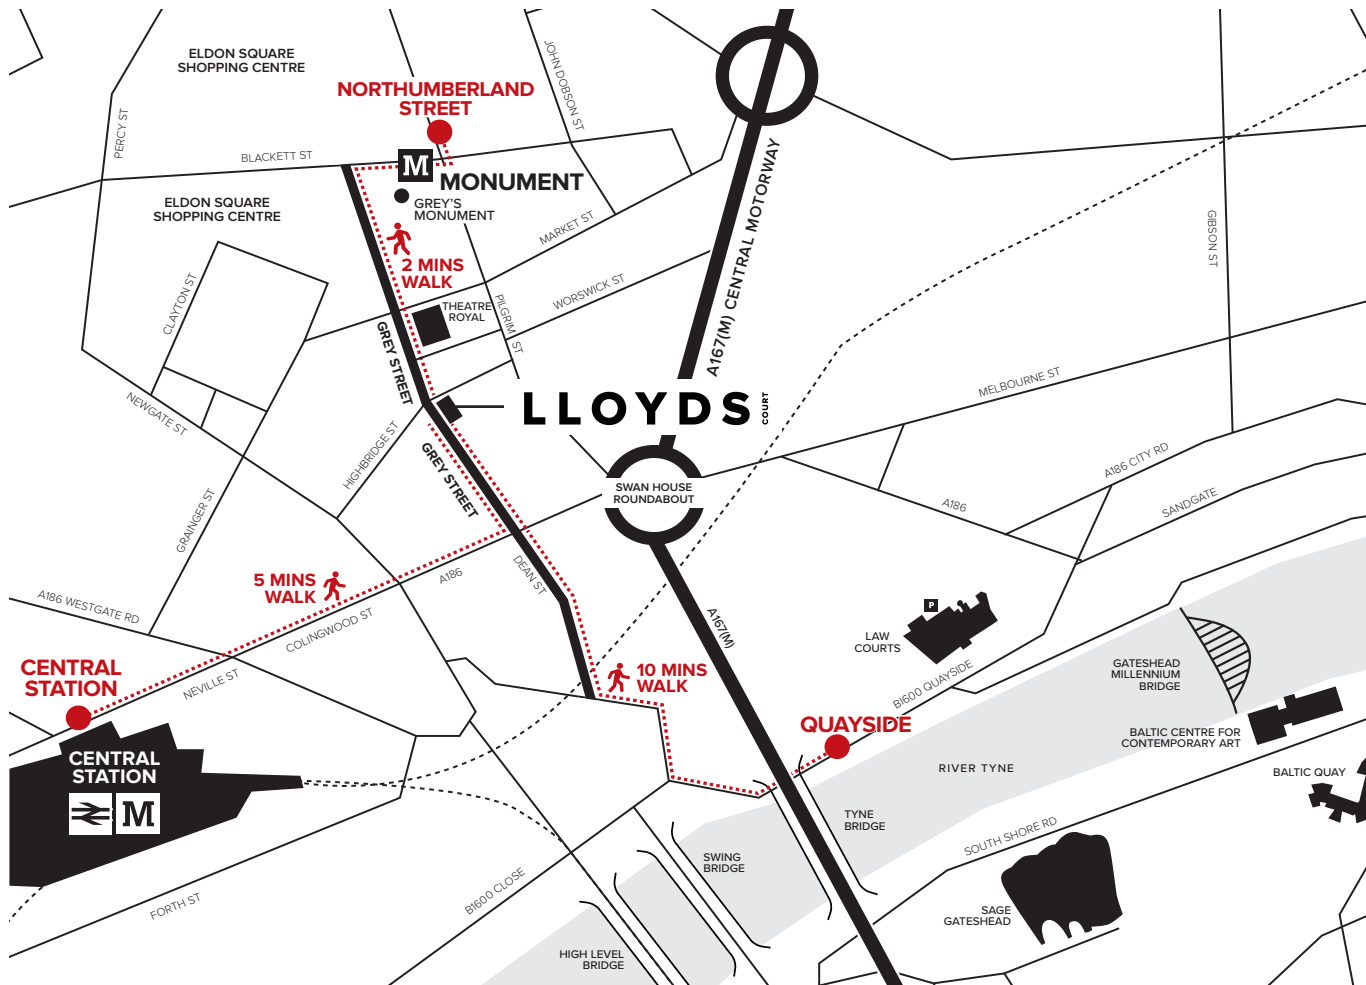 ELDON SQUARE
SHOPPING CENTRE
NORTHUMBERLAND
STREET
JOHN DOBSON ST
PERCY ST
BLACKETT ST
M
MONUMENT
GREY'S
MONUMENT
ELDON SQUARE
SHOPPING CENTRE
MARKET ST
2 MINS
WALK
WORSWICK ST
A167(M) CENTRAL MOTORWAY
GIBSON ST
CLAYTON ST
THEATRE
ROYAL
PILGRIM ST
GREY STREET
MELBOURNE ST
LLOYDS
COURT
NEWGATE ST
HIGHBRIDGE ST
GREY STREET
A186 CITY RD
SWAN HOUSE
ROUNDABOUT
A186
SANDGATE
GRAINGER ST
5 MINS
WALK
A186
DEAN ST
A186 WESTGATE RD
COLINGWOOD ST
A167(M)
P
LAW
COURTS
CENTRAL
STATION
NEVILLE ST
10 MINS
WALK
B1600 QUAYSIDE
GATESHEAD
MILLENNIUM
BRIDGE
QUAYSIDE
BALTIC CENTRE FOR
CONTEMPORARY ART
CENTRAL
STATION
M
RIVER TYNE
BALTIC QUAY
TYNE
BRIDGE
SOUTH SHORE RD
SWING
BRIDGE
B1600 CLOSE
FORTH ST
SAGE
GATESHEAD
HIGH LEVEL
BRIDGE